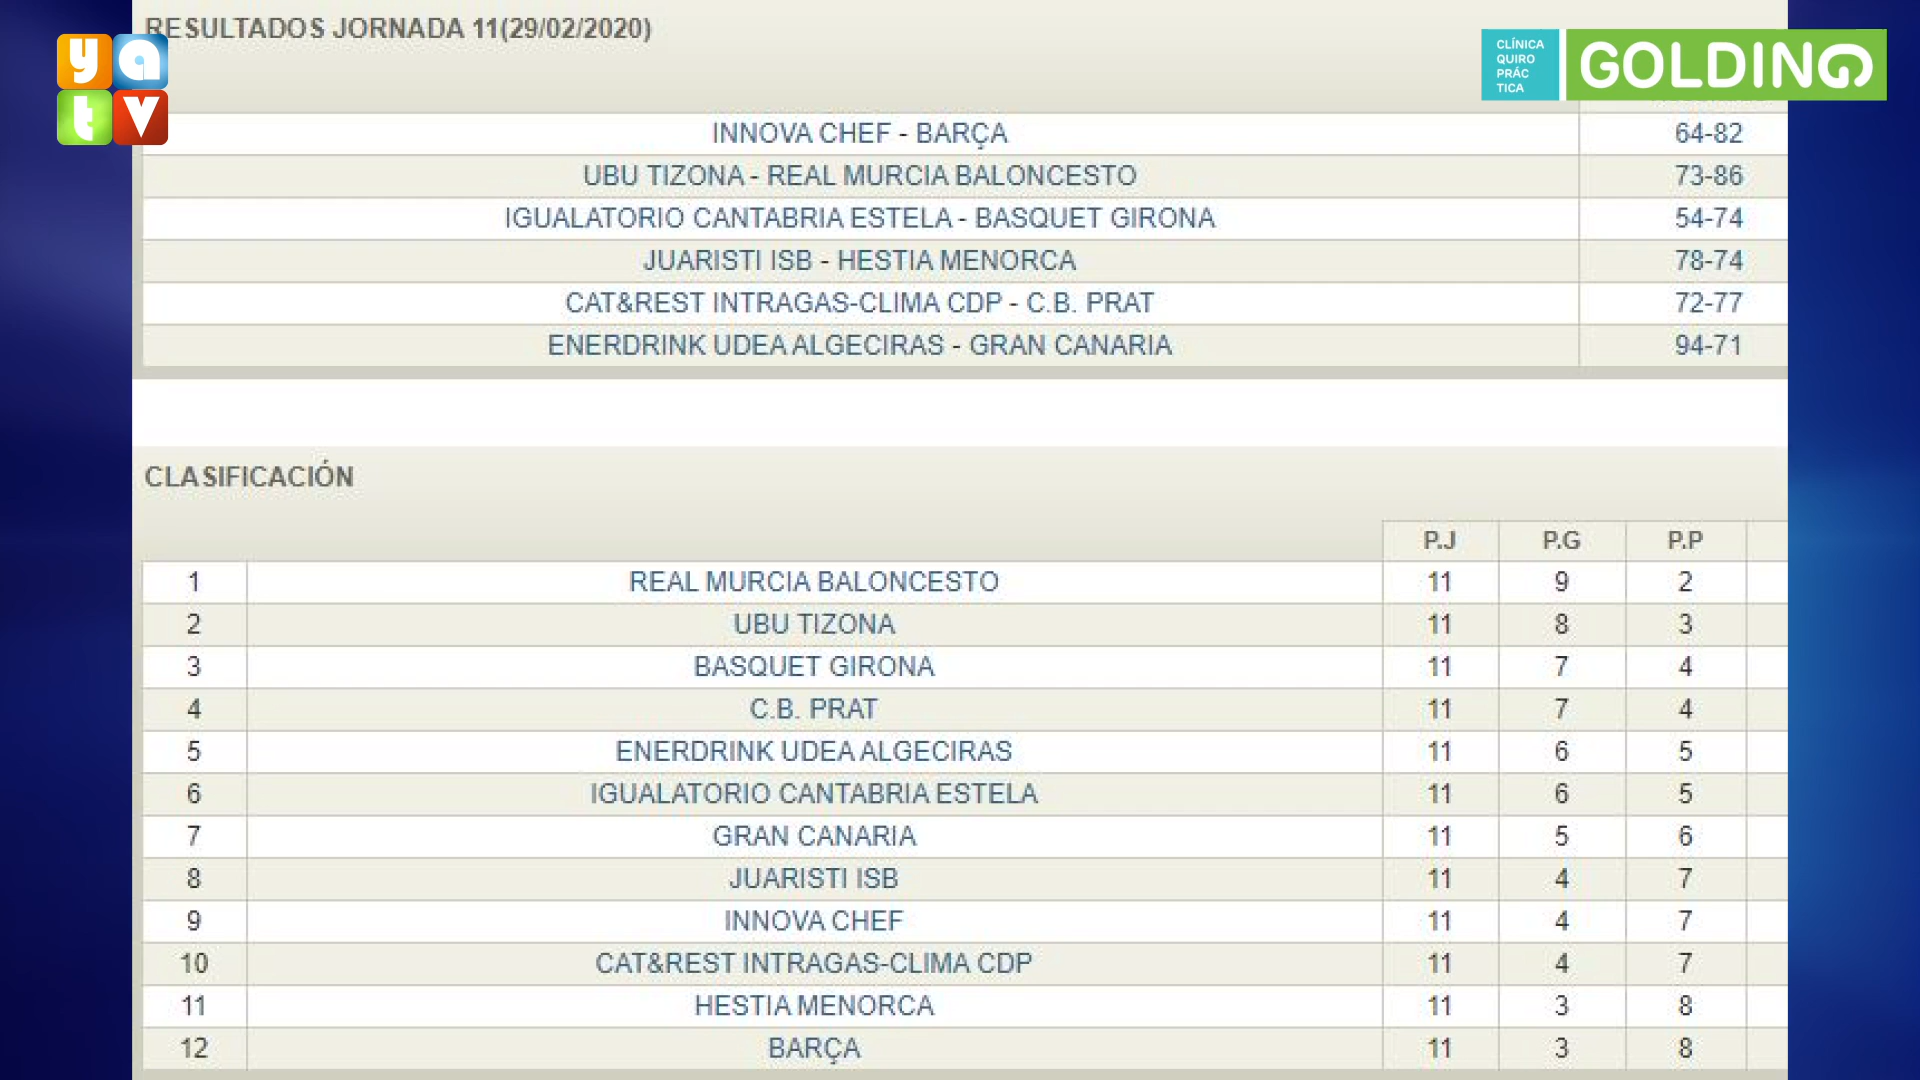 RESULTADOS JORNADA 11(29/02/2020)
ya
tv
CLÍNICA
QUIRO
PRÁC
TICA
GOLDING
INNOVA CHEF - BARÇA 64-82
UBU TIZONA - REAL MURCIA BALONCESTO 73-86
IGUALATORIO CANTABRIA ESTELA - BASQUET GIRONA 54-74
JUARISTI ISB - HESTIA MENORCA 78-74
CAT&REST INTRAGAS-CLIMA CDP - C.B. PRAT 72-77
ENERDRINK UDEA ALGECIRAS - GRAN CANARIA 94-71
CLASIFICACIÓN
P.J P.G P.P
1 REAL MURCIA BALONCESTO 11 9 2
2 UBU TIZONA 11 8 3
3 BASQUET GIRONA 11 7 4
4 C.B. PRAT 11 7 4
5 ENERDRINK UDEA ALGECIRAS 11 6 5
6 IGUALATORIO CANTABRIA ESTELA 11 6 5
7 GRAN CANARIA 11 5 6
8 JUARISTI ISB 11 4 7
9 INNOVA CHEF 11 4 7
10 CAT&REST INTRAGAS-CLIMA CDP 11 4 7
11 HESTIA MENORCA 11 3 8
12 BARÇA 11 3 8